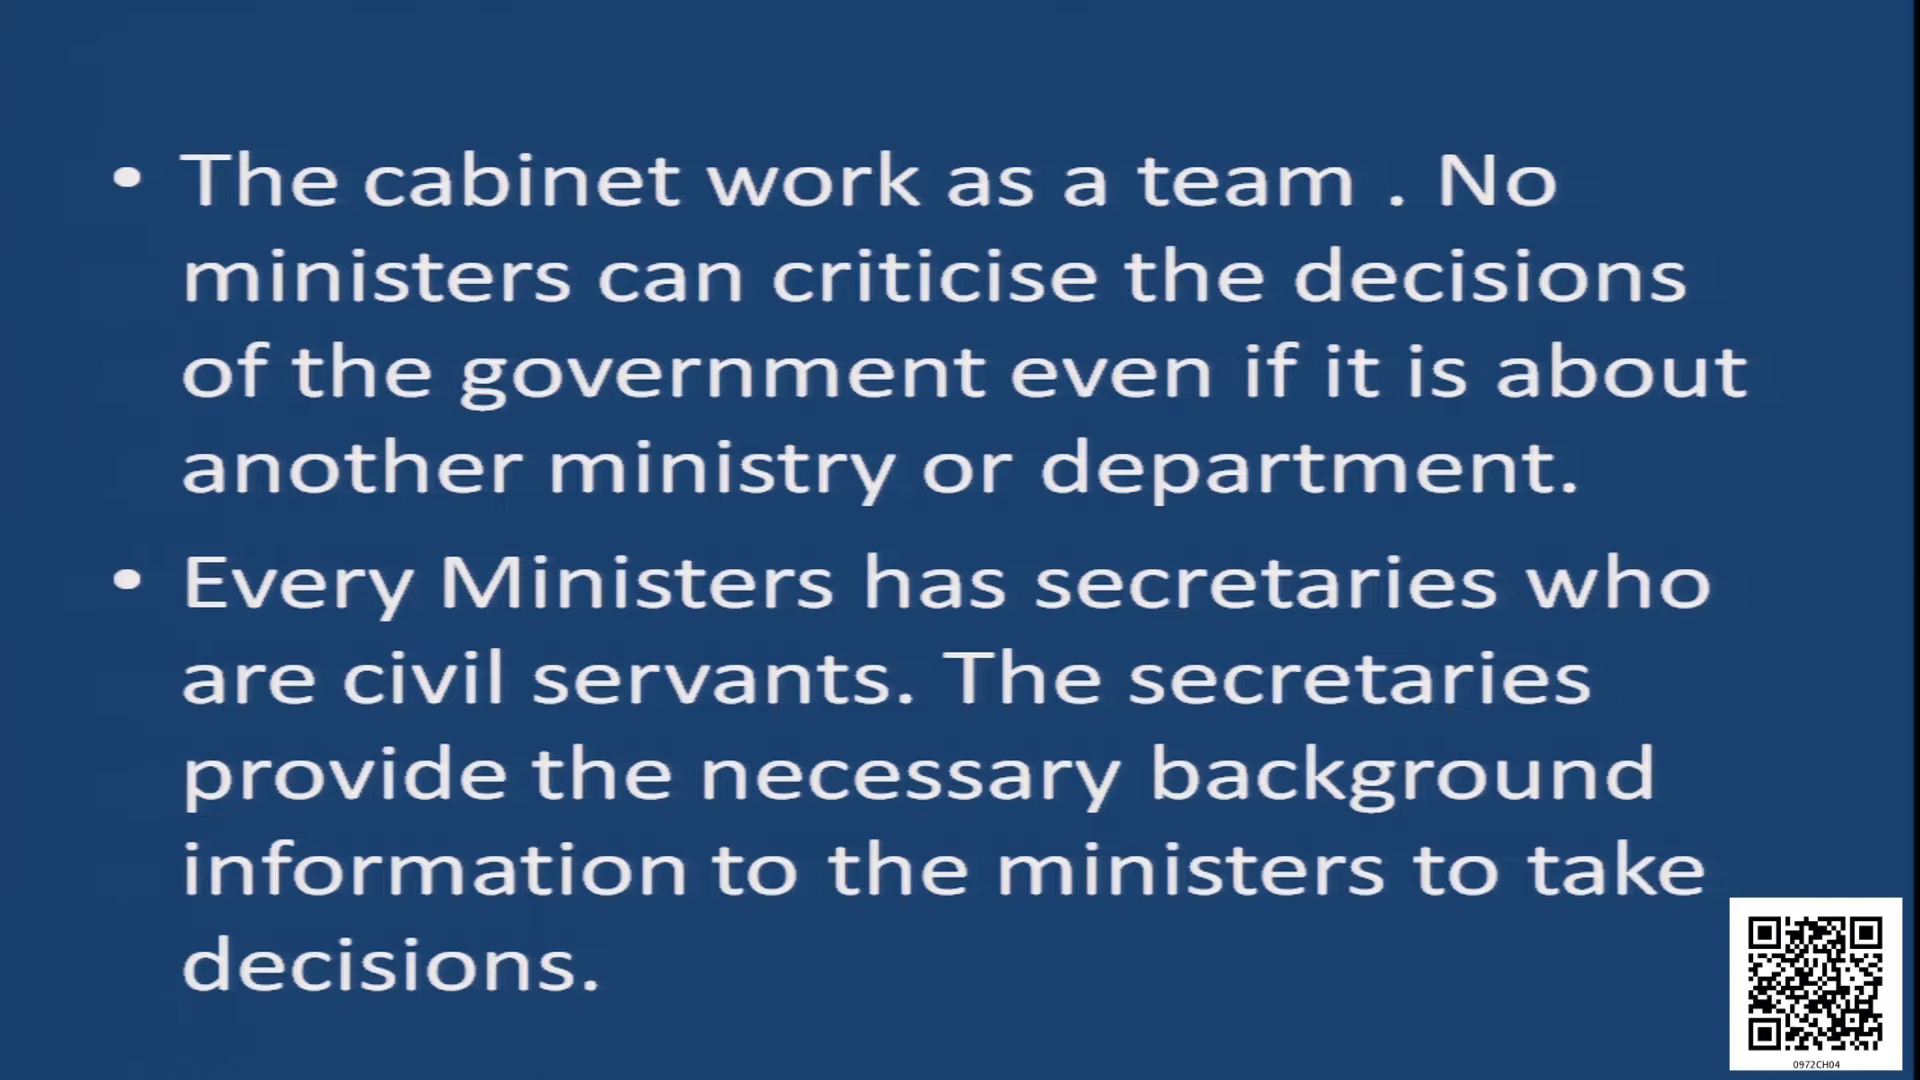 • The cabinet work as a team . No
ministers can criticise the decisions
of the government even if it is about
another ministry or department.
• Every Ministers has secretaries who
are civil servants. The secretaries
provide the necessary background
information to the ministers to take
decisions.
0972CH04